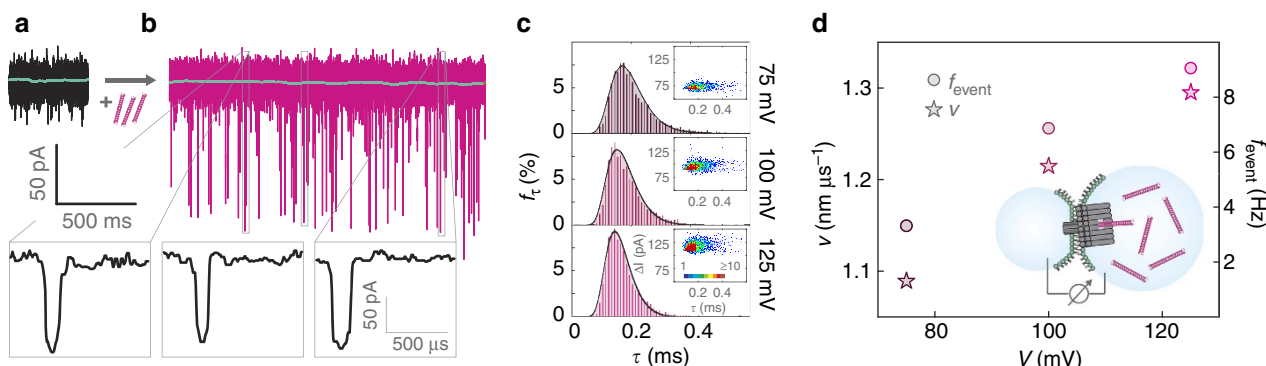 a
b
+
50 pA
500 ms
50 pA
500 µs
c
fτ (%)
5
0
5
0
5
0
0
0.2
0.4
τ (ms)
125
75
0.2 0.4
75 mV
125
75
0.2 0.4
100 mV
ΔI (pA)
125
75
1
≥10
0.2 0.4
τ (ms)
125 mV
d
v (nm µs⁻¹)
1.3
1.2
1.1
f_event
v
80
100
120
V (mV)
8
6
4
2
f_event (Hz)